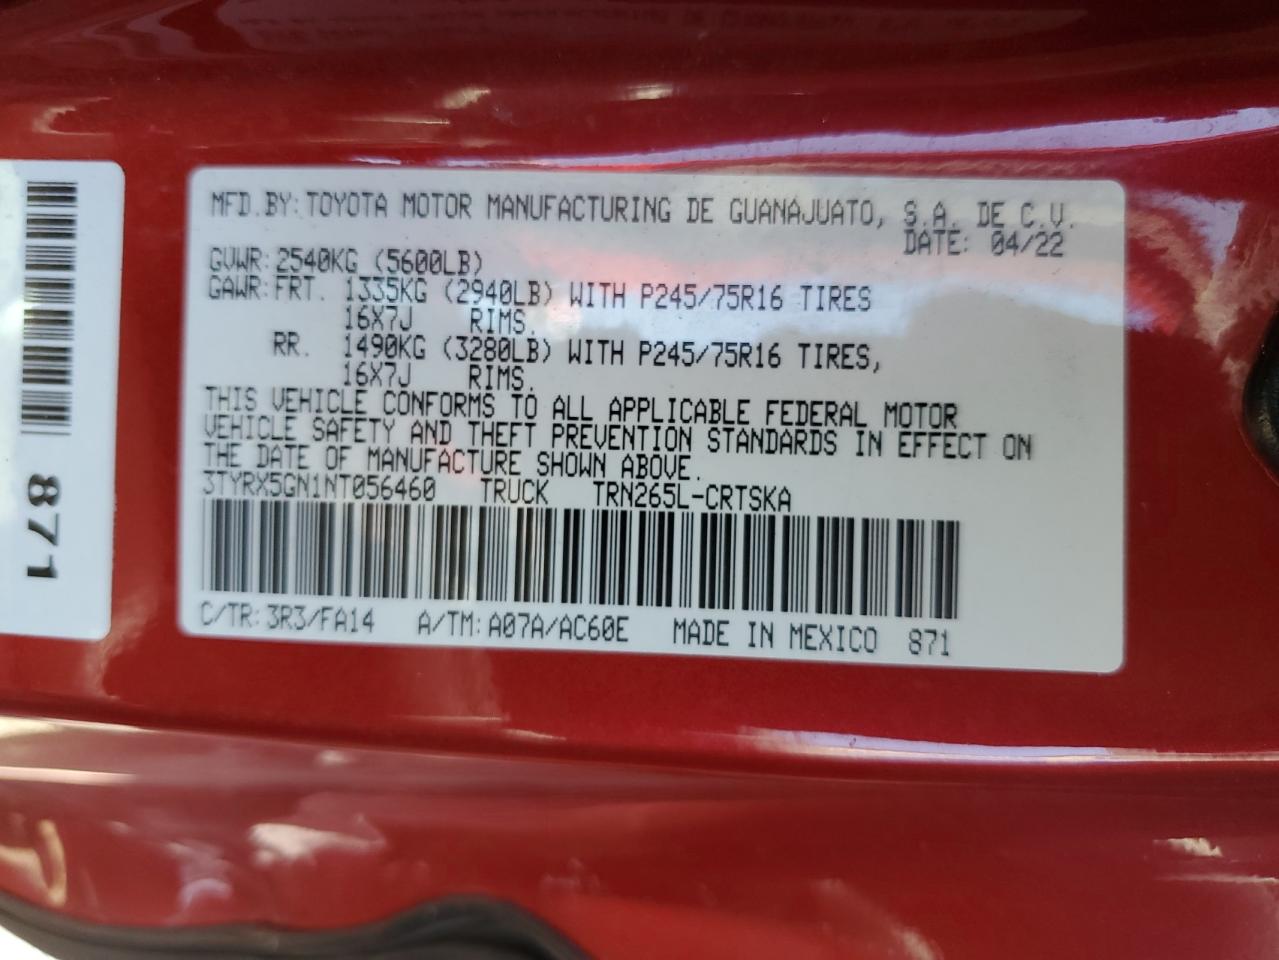 MFD.BY: TOYOTA MOTOR MANUFACTURING DE GUANAJUATO, S.A. DE C.V.
DATE: 04/22
GVWR: 2540KG (5600LB)
GAWR: FRT. 1335KG (2940LB) WITH P245/75R16 TIRES
16X7J RIMS.
RR. 1490KG (3280LB) WITH P245/75R16 TIRES,
16X7J RIMS.
THIS VEHICLE CONFORMS TO ALL APPLICABLE FEDERAL MOTOR
VEHICLE SAFETY AND THEFT PREVENTION STANDARDS IN EFFECT ON
THE DATE OF MANUFACTURE SHOWN ABOVE.
3TYRX5GN1NT056460 TRUCK TRN265L-CRTSKA
C/TR: 3R3/FA14 A/TM: A07A/AC60E MADE IN MEXICO 871
871